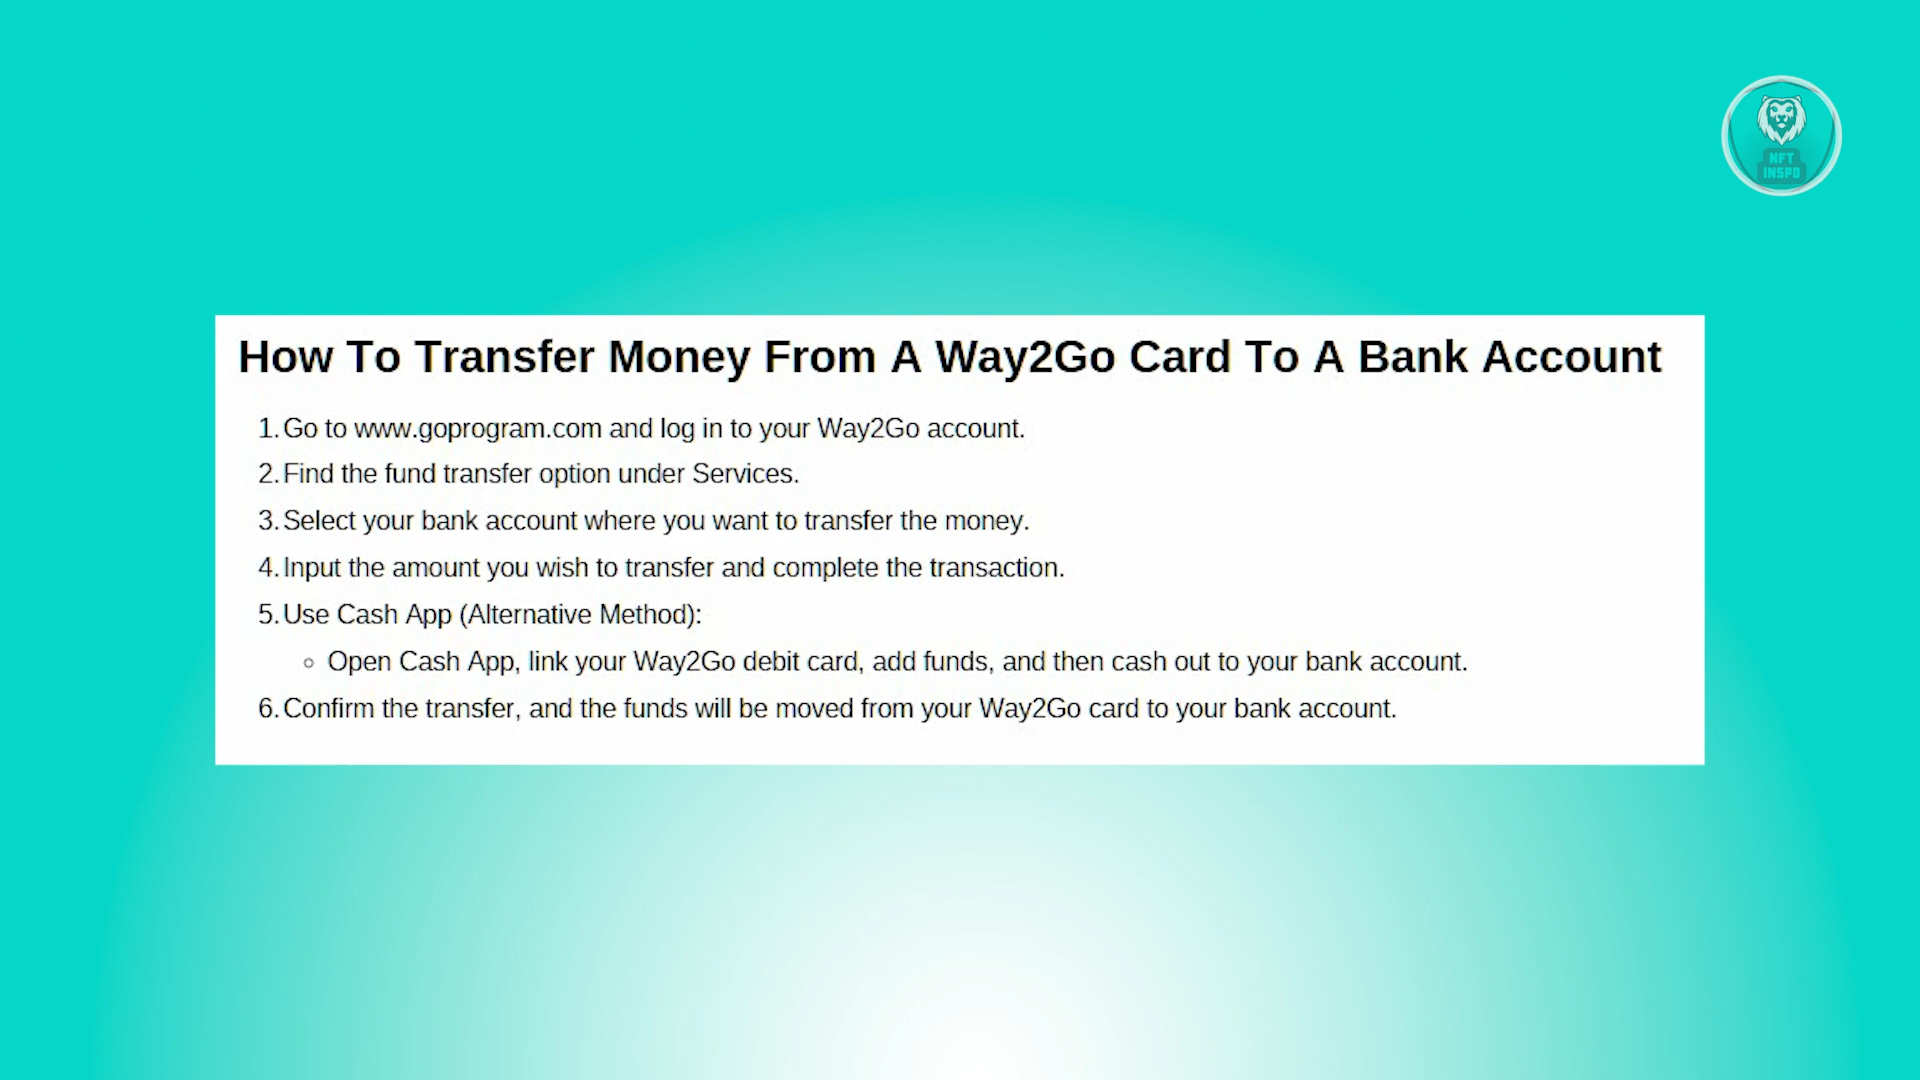 NFT
INSPO
How To Transfer Money From A Way2Go Card To A Bank Account
1. Go to www.goprogram.com and log in to your Way2Go account.
2. Find the fund transfer option under Services.
3. Select your bank account where you want to transfer the money.
4. Input the amount you wish to transfer and complete the transaction.
5. Use Cash App (Alternative Method):
○ Open Cash App, link your Way2Go debit card, add funds, and then cash out to your bank account.
6. Confirm the transfer, and the funds will be moved from your Way2Go card to your bank account.